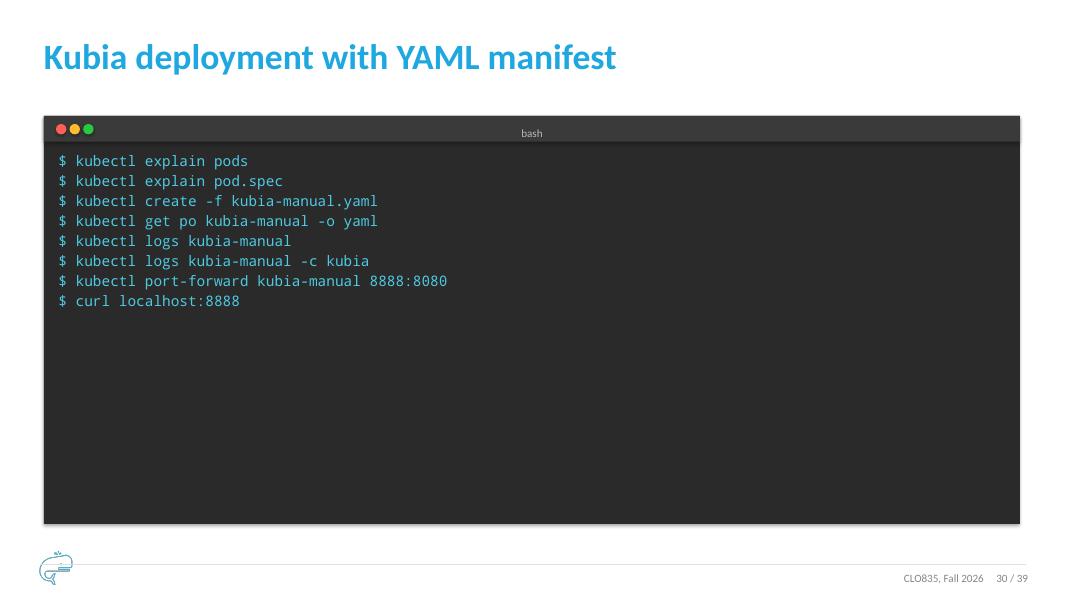 Kubia deployment with YAML manifest
bash
$ kubectl explain pods
$ kubectl explain pod.spec
$ kubectl create -f kubia-manual.yaml
$ kubectl get po kubia-manual -o yaml
$ kubectl logs kubia-manual
$ kubectl logs kubia-manual -c kubia
$ kubectl port-forward kubia-manual 8888:8080
$ curl localhost:8888
CLO835, Fall 2026 30 / 39